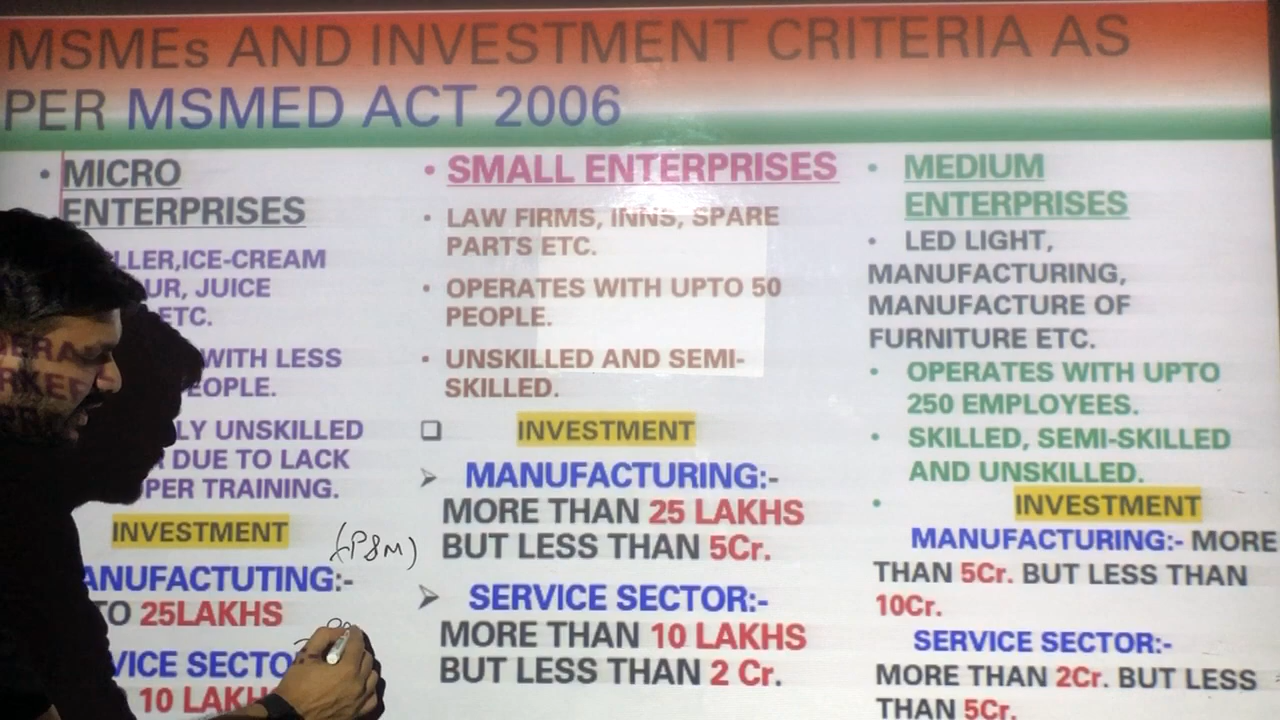 MSMEs AND INVESTMENT CRITERIA AS
PER MSMED ACT 2006
• MICRO
ENTERPRISES
LLER,ICE-CREAM
UR, JUICE
ETC.
WITH LESS
EOPLE.
LY UNSKILLED
R DUE TO LACK
PER TRAINING.
INVESTMENT
(P&M)
ANUFACTUTING:-
TO 25LAKHS
VICE SECTO
10 LAKH
• SMALL ENTERPRISES
• LAW FIRMS, INNS, SPARE
PARTS ETC.
• OPERATES WITH UPTO 50
PEOPLE.
• UNSKILLED AND SEMI-
SKILLED.
❑ INVESTMENT
➢ MANUFACTURING:-
MORE THAN 25 LAKHS
BUT LESS THAN 5Cr.
➢ SERVICE SECTOR:-
MORE THAN 10 LAKHS
BUT LESS THAN 2 Cr.
• MEDIUM
ENTERPRISES
• LED LIGHT,
MANUFACTURING,
MANUFACTURE OF
FURNITURE ETC.
• OPERATES WITH UPTO
250 EMPLOYEES.
• SKILLED, SEMI-SKILLED
AND UNSKILLED.
• INVESTMENT
MANUFACTURING:- MORE
THAN 5Cr. BUT LESS THAN
10Cr.
SERVICE SECTOR:-
MORE THAN 2Cr. BUT LESS
THAN 5Cr.